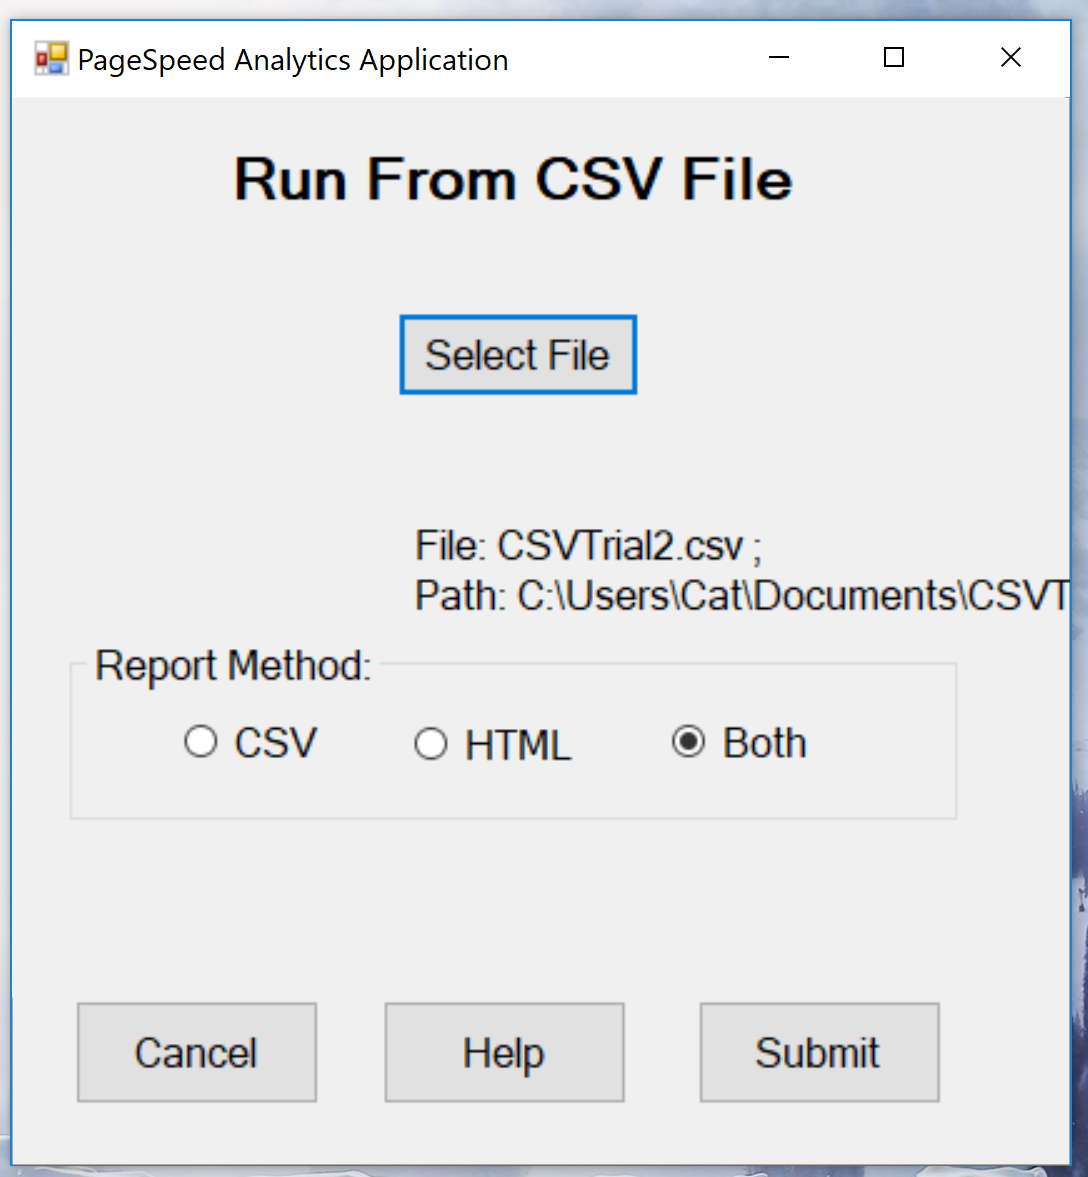 PageSpeed Analytics Application
Run From CSV File
Select File
File: CSVTrial2.csv ;
Path: C:\Users\Cat\Documents\CSVT
Report Method:
CSV HTML Both
Cancel Help Submit